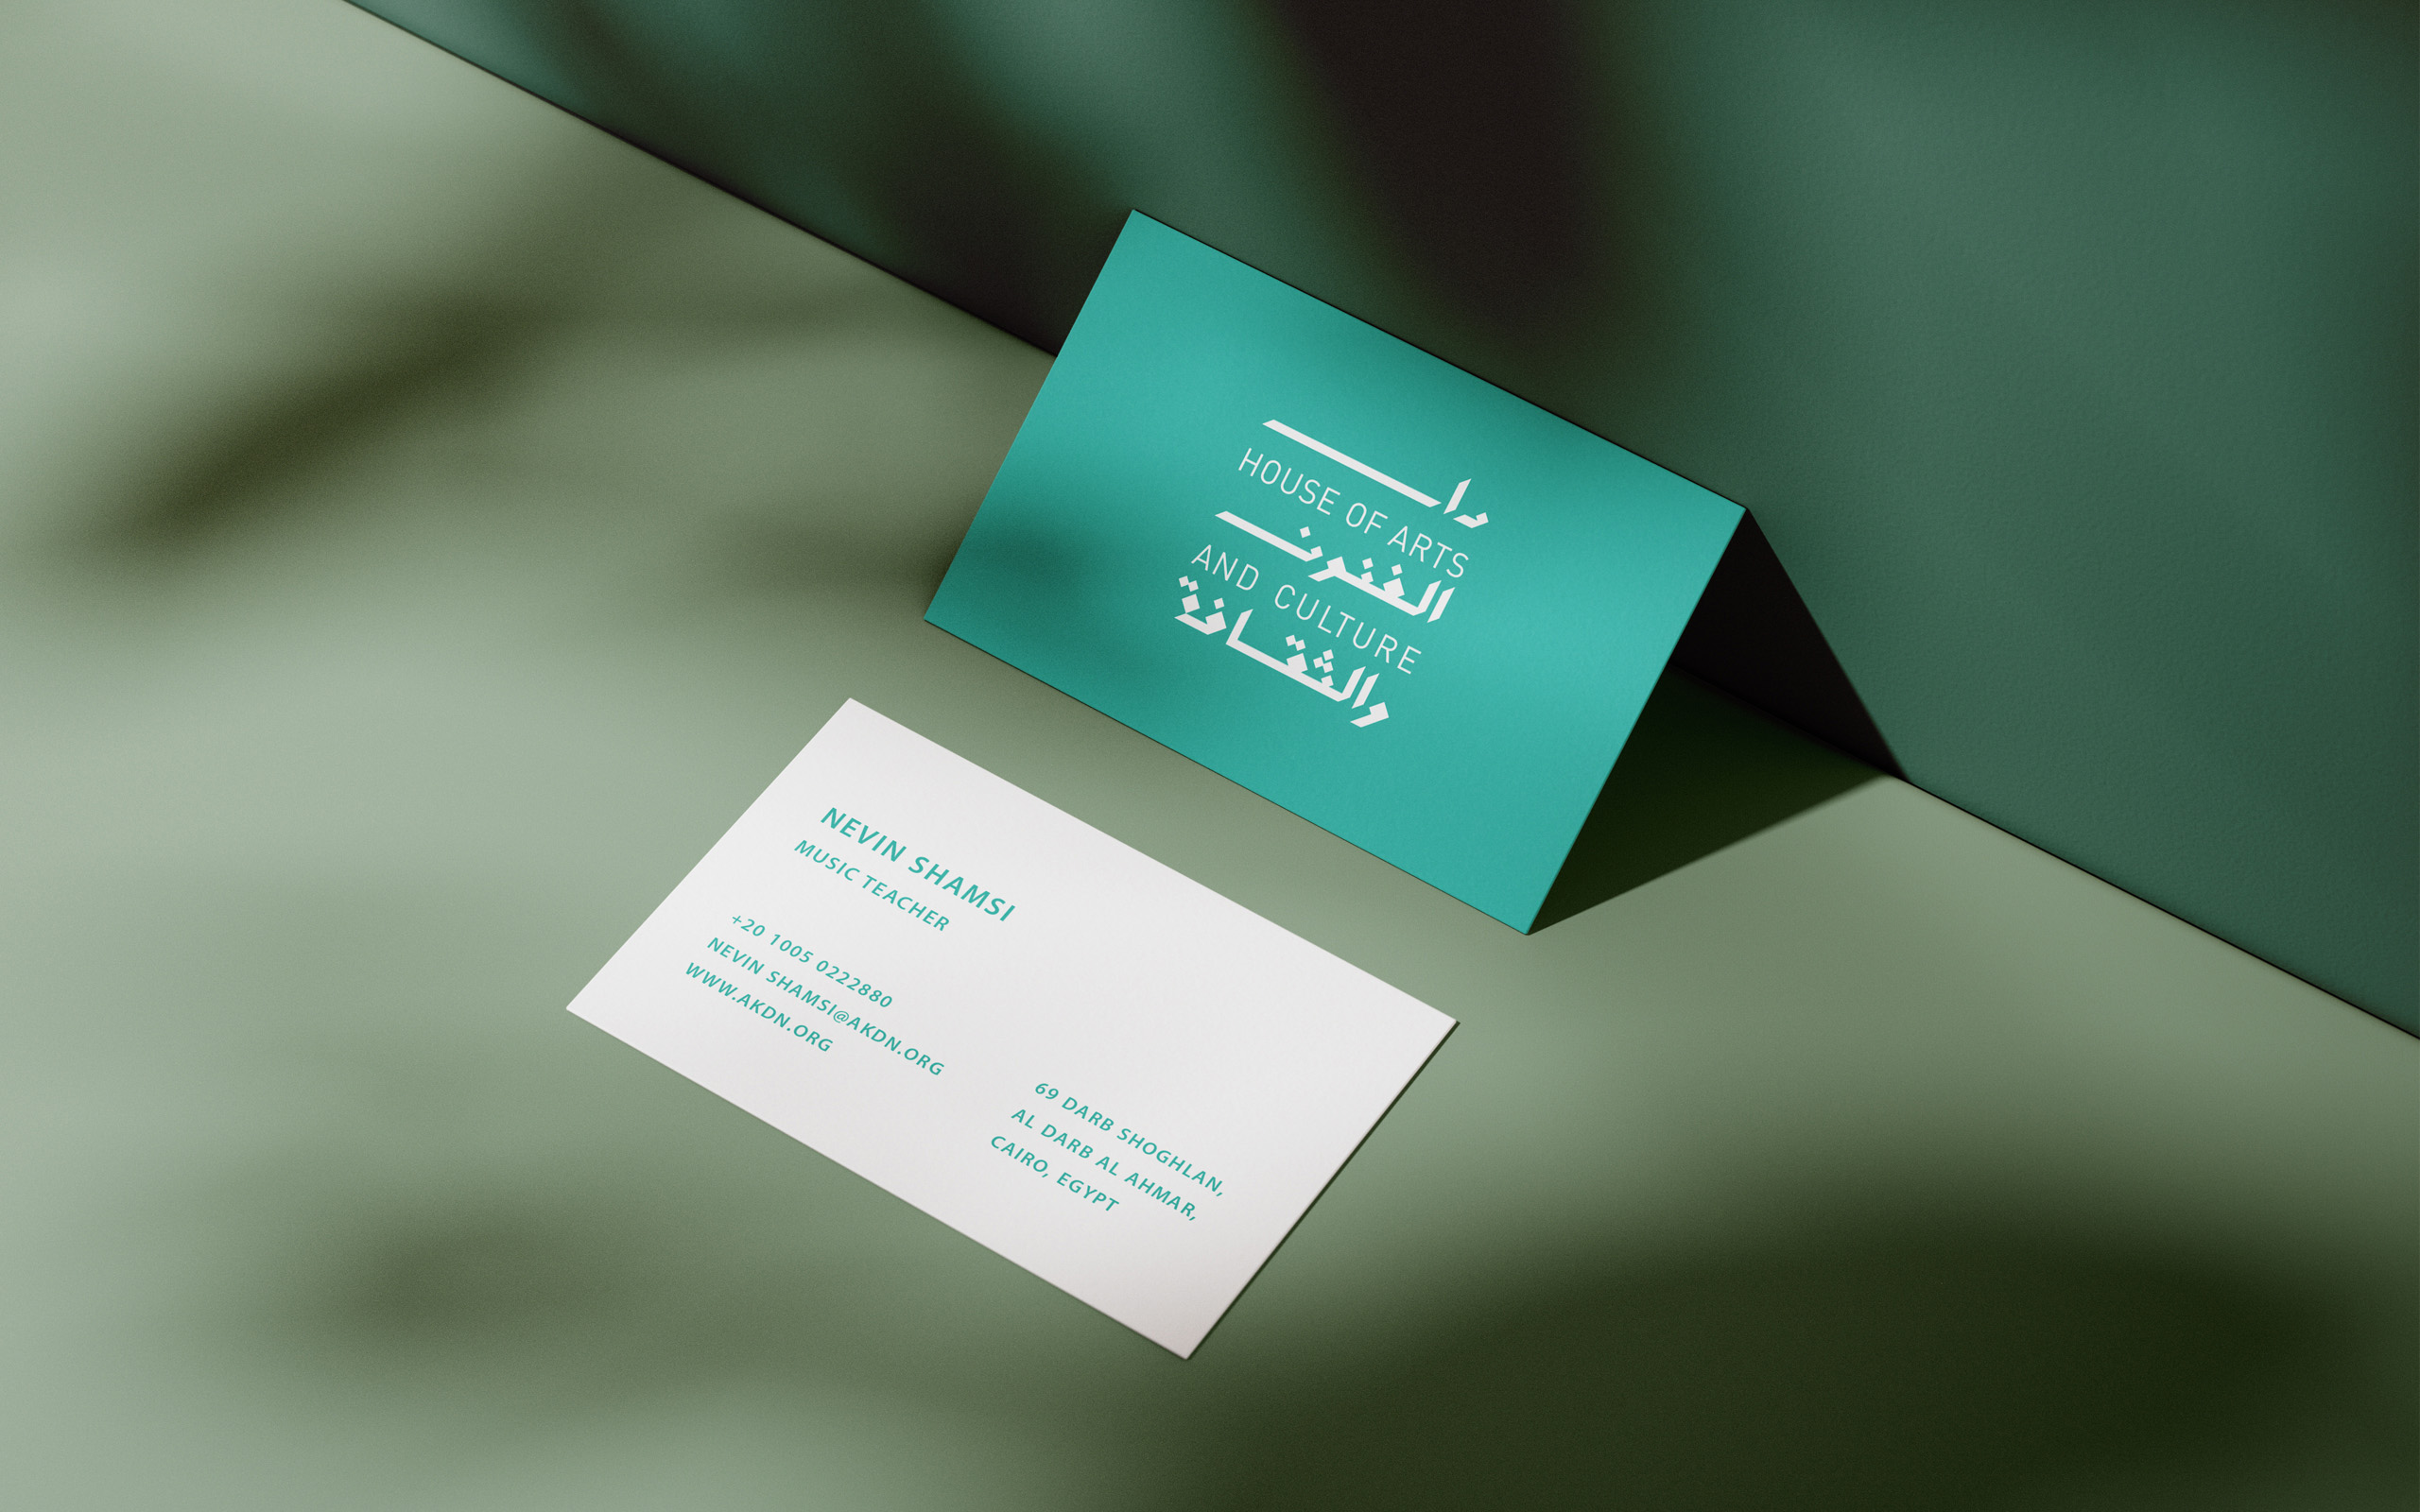 دار
HOUSE OF ARTS
الفنون
AND CULTURE
والثقافة
NEVIN SHAMSI
MUSIC TEACHER
+20 1005 0222880
NEVIN SHAMSI@AKDN.ORG
WWW.AKDN.ORG
69 DARB SHOGHLAN,
AL DARB AL AHMAR,
CAIRO, EGYPT